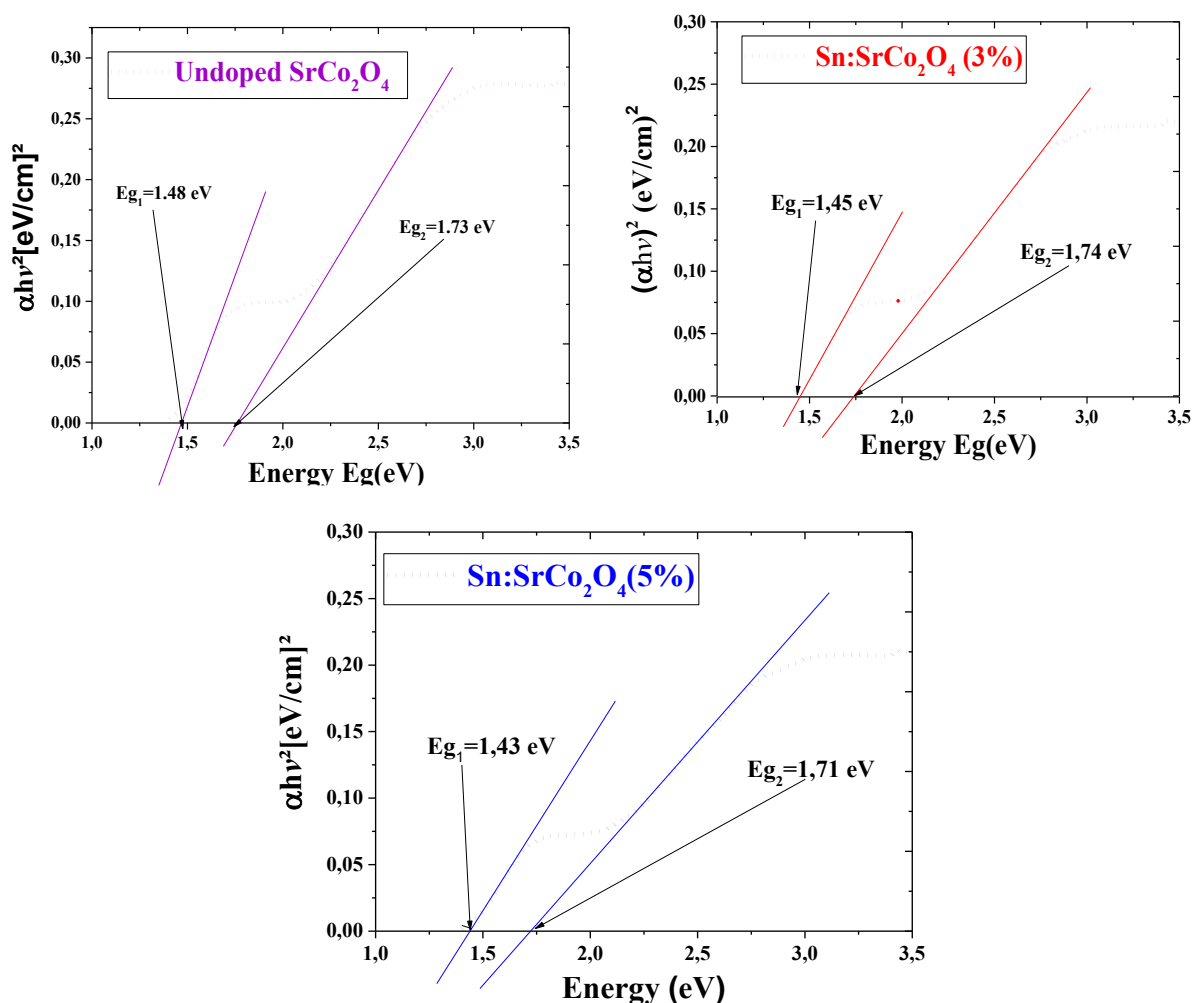 Undoped SrCo₂O₄
αhν²[eV/cm]²
0,30
0,25
0,20
0,15
0,10
0,05
0,00
Eg₁=1.48 eV
Eg₂=1.73 eV
1,0 1,5 2,0 2,5 3,0 3,5
Energy Eg(eV)
Sn:SrCo₂O₄ (3%)
(αhν)² (eV/cm)²
0,30
0,25
0,20
0,15
0,10
0,05
0,00
Eg₁=1,45 eV
Eg₂=1,74 eV
1,0 1,5 2,0 2,5 3,0 3,5
Energy Eg(eV)
Sn:SrCo₂O₄(5%)
αhν²[eV/cm]²
0,30
0,25
0,20
0,15
0,10
0,05
0,00
Eg₁=1,43 eV
Eg₂=1,71 eV
1,0 1,5 2,0 2,5 3,0 3,5
Energy (eV)